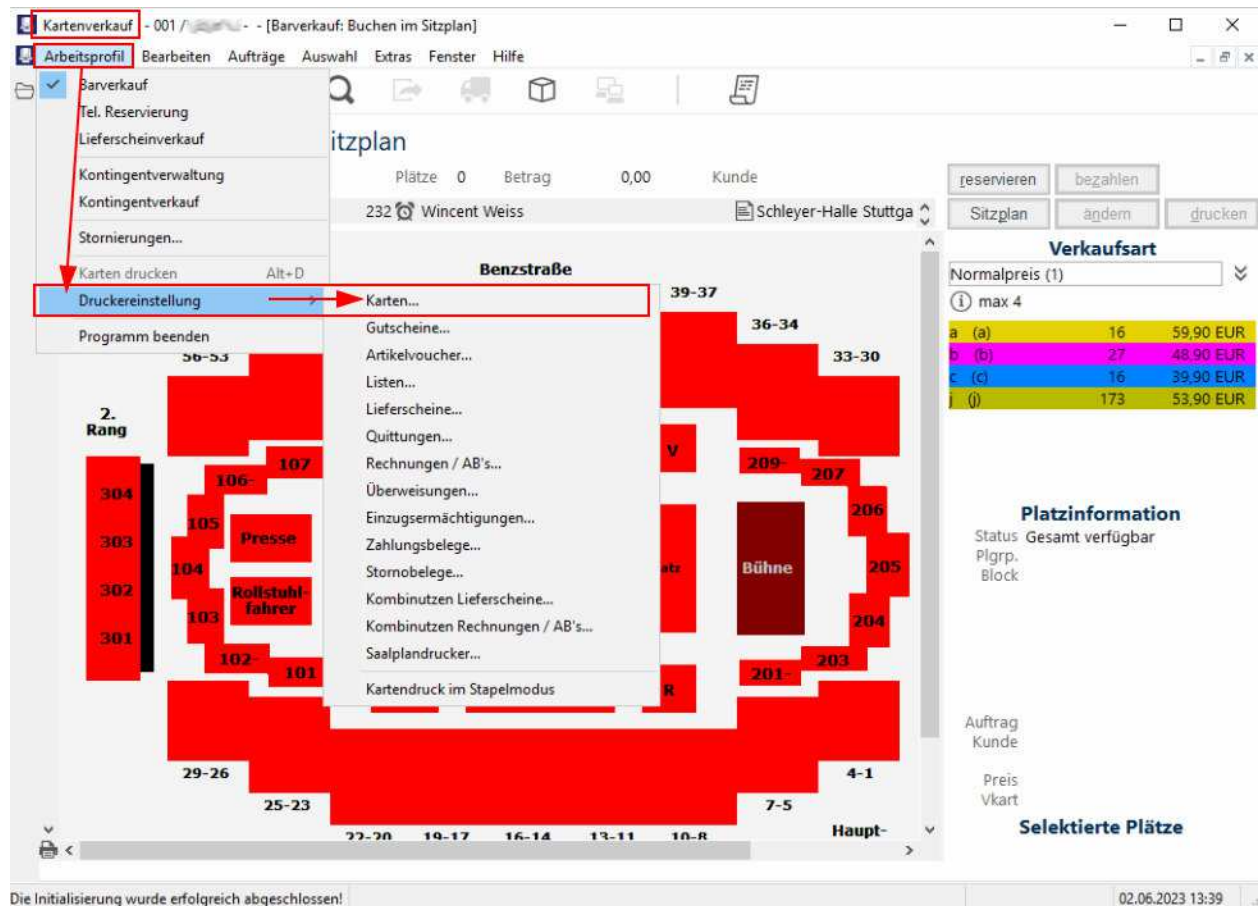 Kartenverkauf - 001 / - - [Barverkauf: Buchen im Sitzplan]
Arbeitsprofil Bearbeiten Aufträge Auswahl Extras Fenster Hilfe
Barverkauf
Tel. Reservierung
Lieferscheinverkauf
Kontingentverwaltung
Kontingentverkauf
Stornierungen...
Karten drucken Alt+D
Druckereinstellung
Programm beenden
Karten...
Gutscheine...
Artikelvoucher...
Listen...
Lieferscheine...
Quittungen...
Rechnungen / AB's...
Überweisungen...
Einzugsermächtigungen...
Zahlungsbelege...
Stornobelege...
Kombinutzen Lieferscheine...
Kombinutzen Rechnungen / AB's...
Saalplandrucker...
Kartendruck im Stapelmodus
itzplan
Plätze 0 Betrag 0,00 Kunde
232 Wincent Weiss Schleyer-Halle Stuttga
reservieren bezahlen
Sitzplan ändern drucken
Verkaufsart
Normalpreis (1)
max 4
a (a) 16 59,90 EUR
b (b) 27 48,90 EUR
c (c) 16 39,90 EUR
j (j) 173 53,90 EUR
Platzinformation
Status Gesamt verfügbar
Plgrp.
Block
Auftrag
Kunde
Preis
Vkart
Selektierte Plätze
Benzstraße
39-37
36-34
33-30
56-53
2.
Rang
304
303
302
301
107
106-
105
104
103
102-
101
Presse
Rollstuhl-
fahrer
V
atz
R
Bühne
209-
207
206
205
204
203
201-
29-26
25-23
22-20 19-17 16-14 13-11 10-8
7-5
4-1
Haupt-
Die Initialisierung wurde erfolgreich abgeschlossen! 02.06.2023 13:39